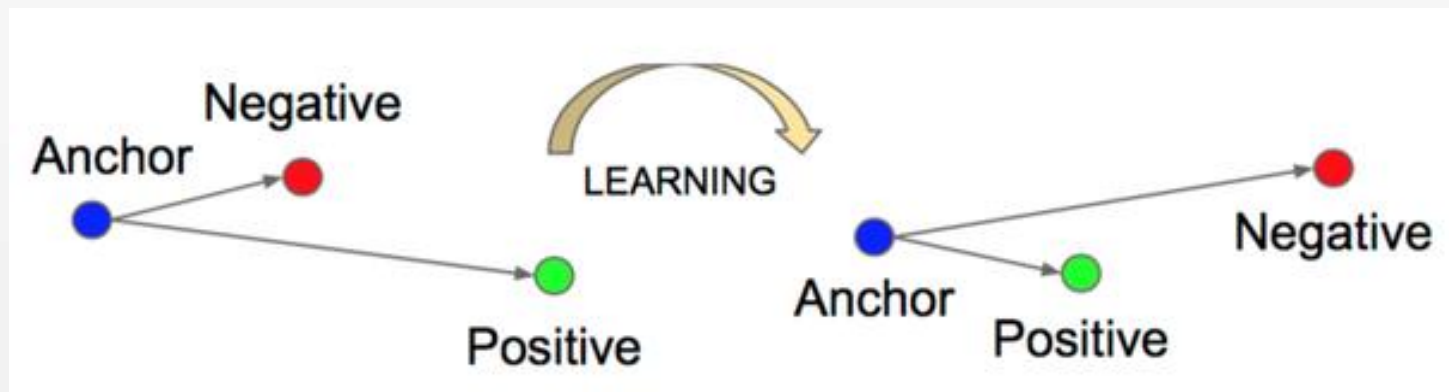 Negative
Anchor
Positive
LEARNING
Negative
Anchor
Positive